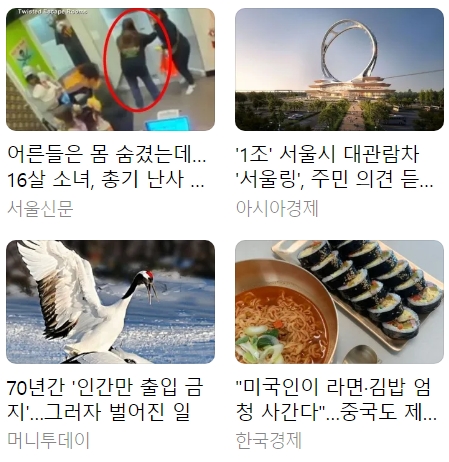 Twisted Escape Rooms
어른들은 몸 숨겼는데...
16살 소녀, 총기 난사 ...
서울신문
'1조' 서울시 대관람차
'서울링', 주민 의견 듣...
아시아경제
70년간 '인간만 출입 금
지'...그러자 벌어진 일
머니투데이
"미국인이 라면·김밥 엄
청 사간다"...중국도 제...
한국경제